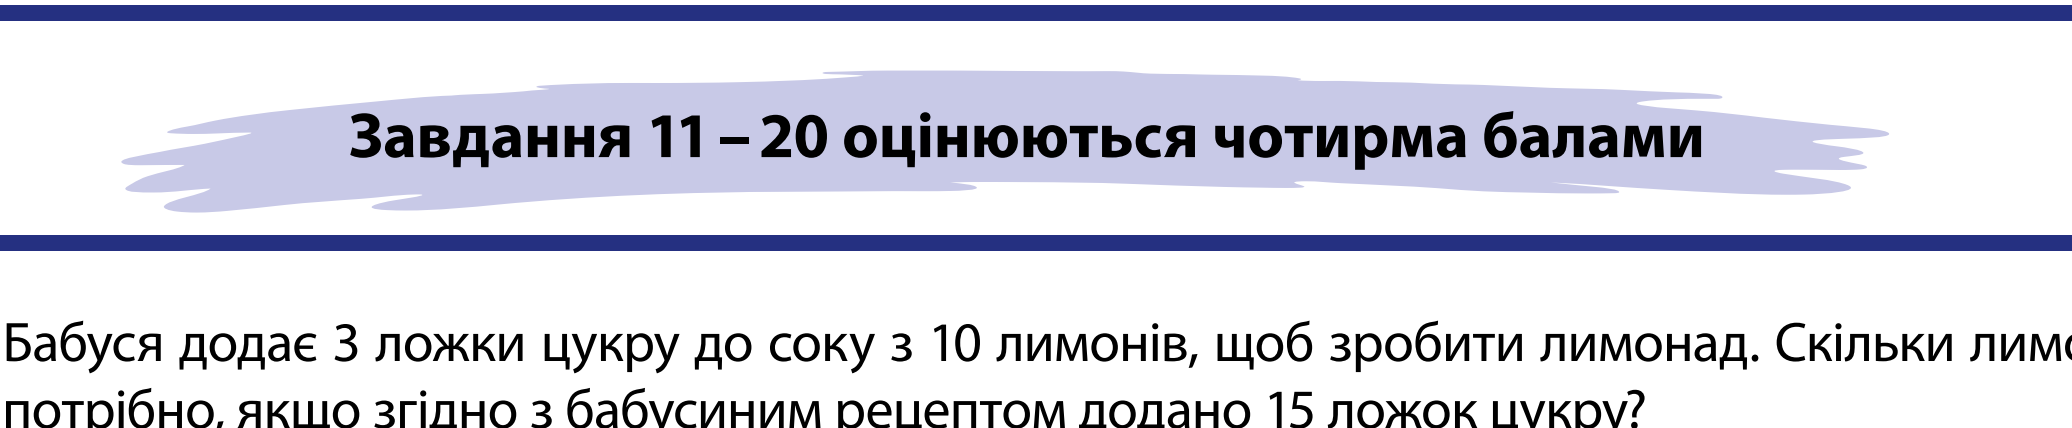 Завдання 11 – 20 оцінюються чотирма балами
Бабуся додає 3 ложки цукру до соку з 10 лимонів, щоб зробити лимонад. Скільки
потрібно, якщо згідно з бабусиним рецептом додано 15 ложок цукру?